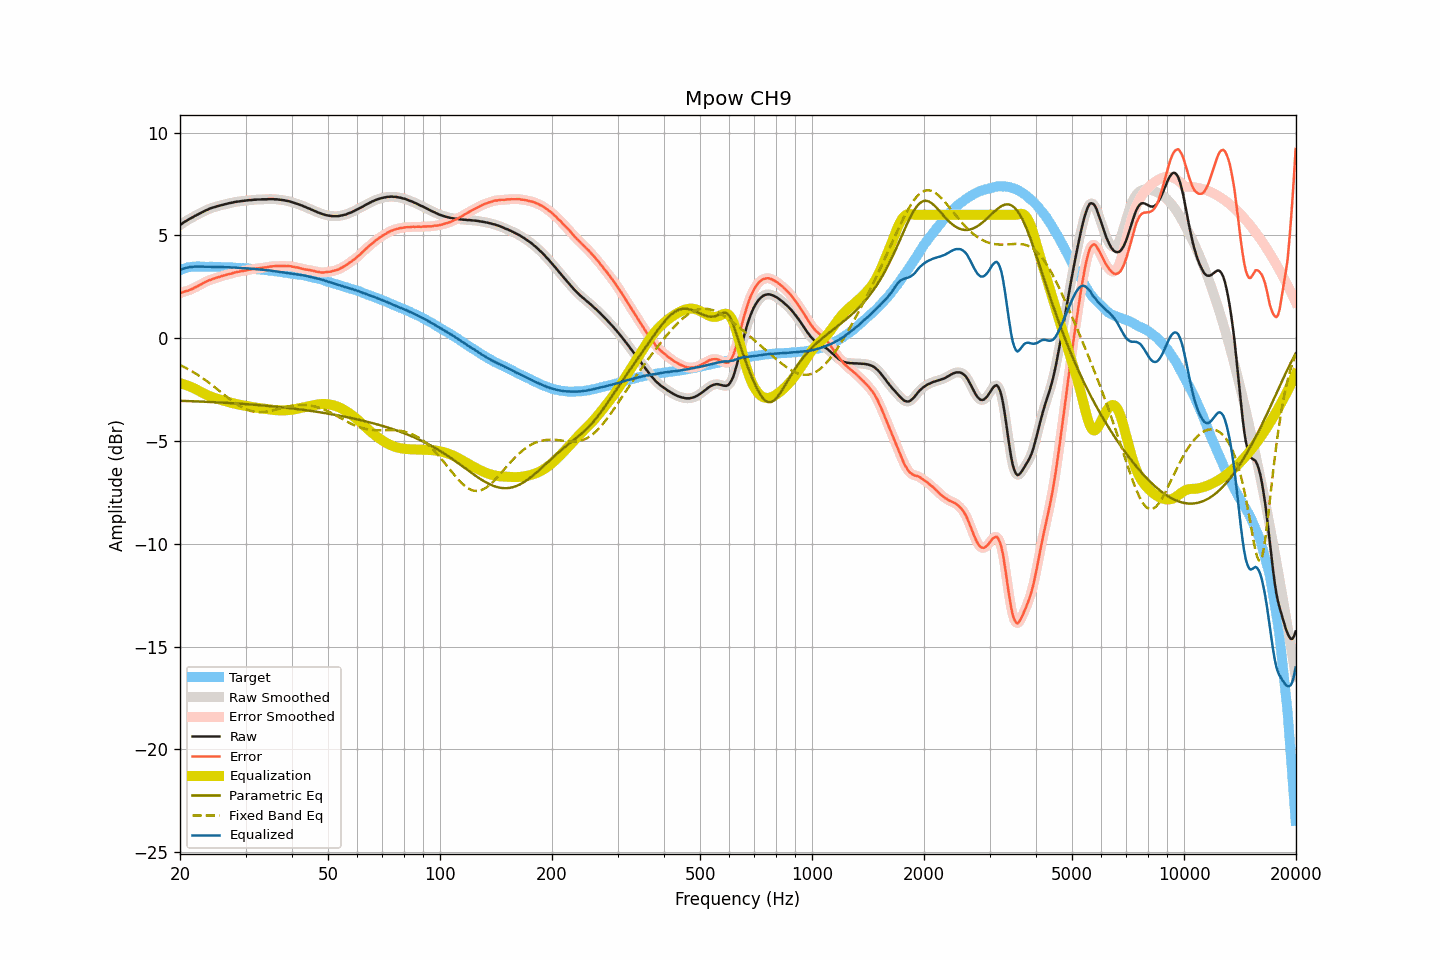 Mpow CH9
10
5
0
−5
−10
−15
−20
−25
Amplitude (dBr)
Target
Raw Smoothed
Error Smoothed
Raw
Error
Equalization
Parametric Eq
Fixed Band Eq
Equalized
20 50 100 200 500 1000 2000 5000 10000 20000
Frequency (Hz)